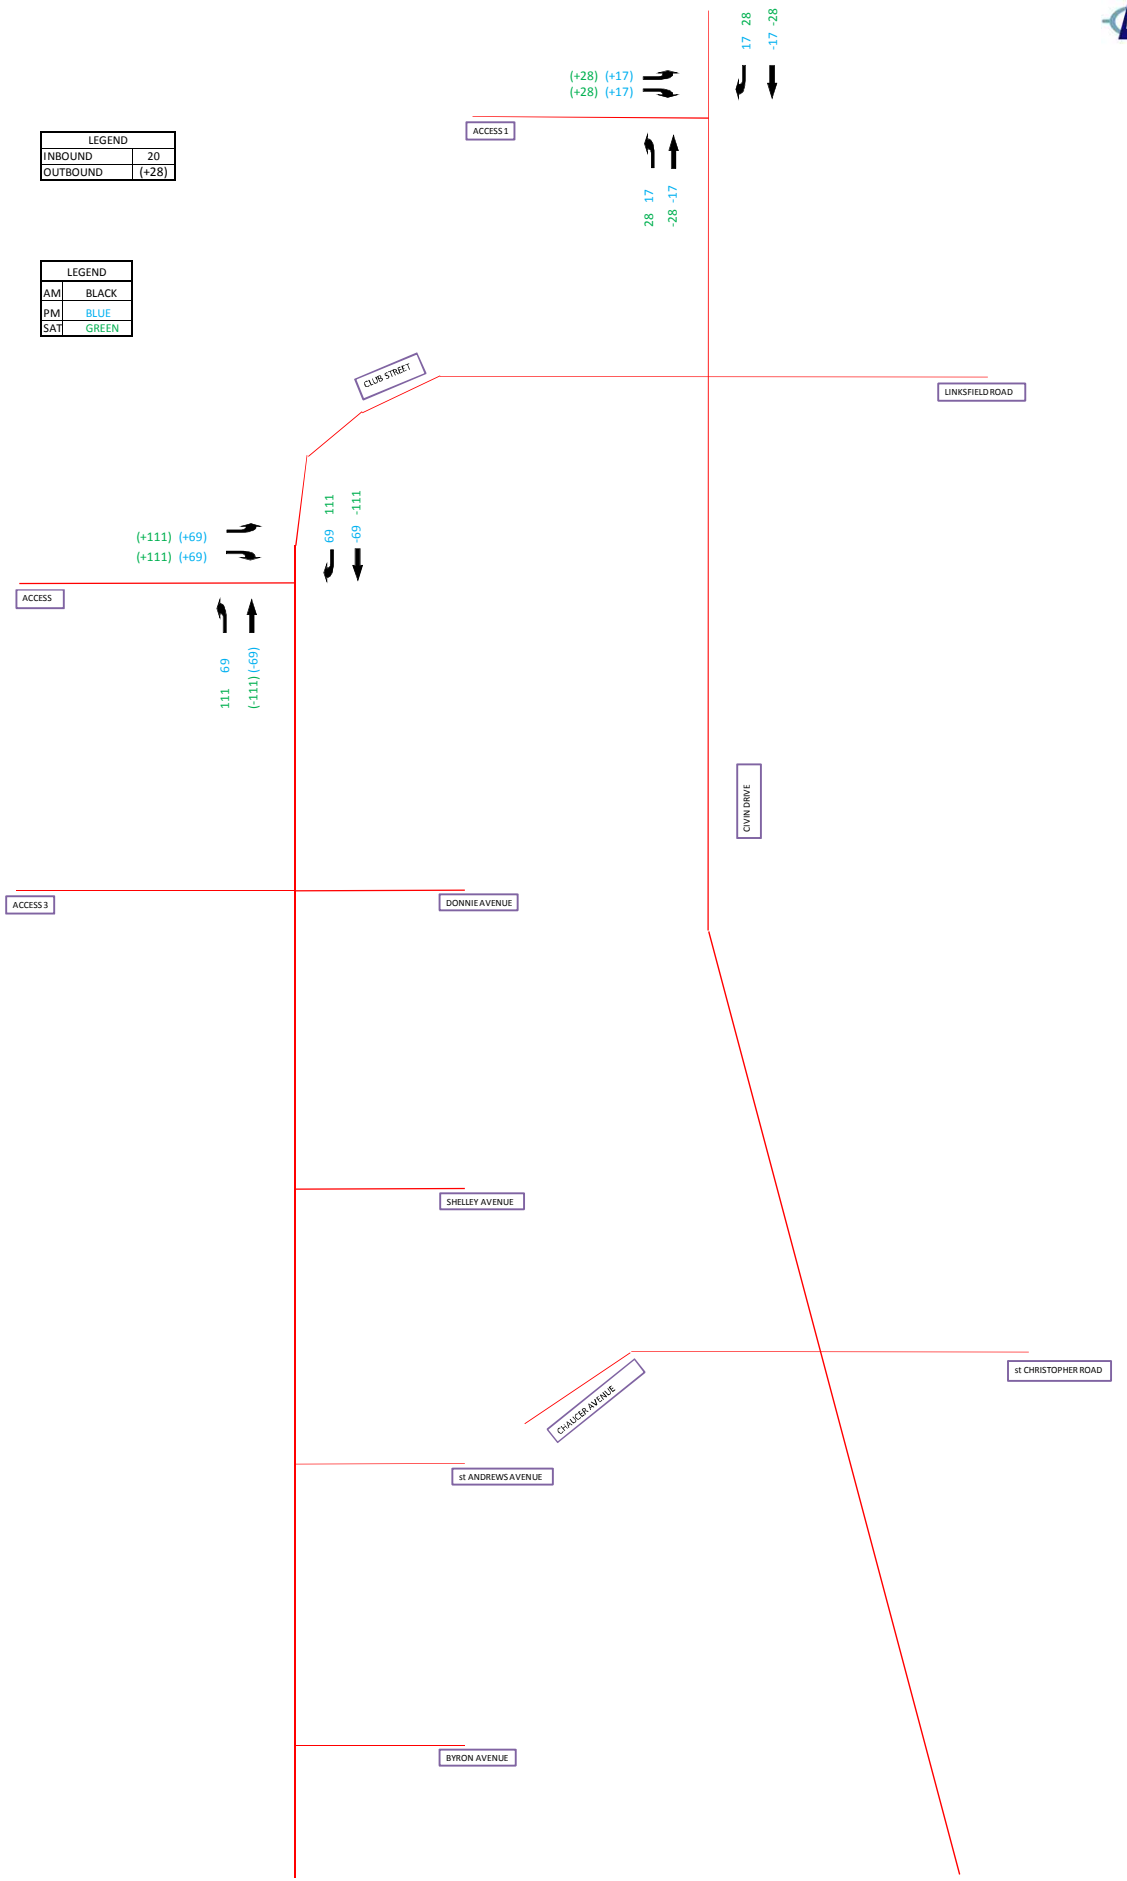 17 28
-17 -28
(+28) (+17)
(+28) (+17)
ACCESS 1
28 17
-28 -17
LEGEND
INBOUND 20
OUTBOUND (+28)
LEGEND
AM BLACK
PM BLUE
SAT GREEN
CLUB STREET
LINKSFIELD ROAD
69 111
-69 -111
(+111) (+69)
(+111) (+69)
ACCESS
111 69
(-111) (-69)
CIVIN DRIVE
ACCESS 3
DONNIE AVENUE
SHELLEY AVENUE
st CHRISTOPHER ROAD
CHAUCER AVENUE
st ANDREWS AVENUE
BYRON AVENUE